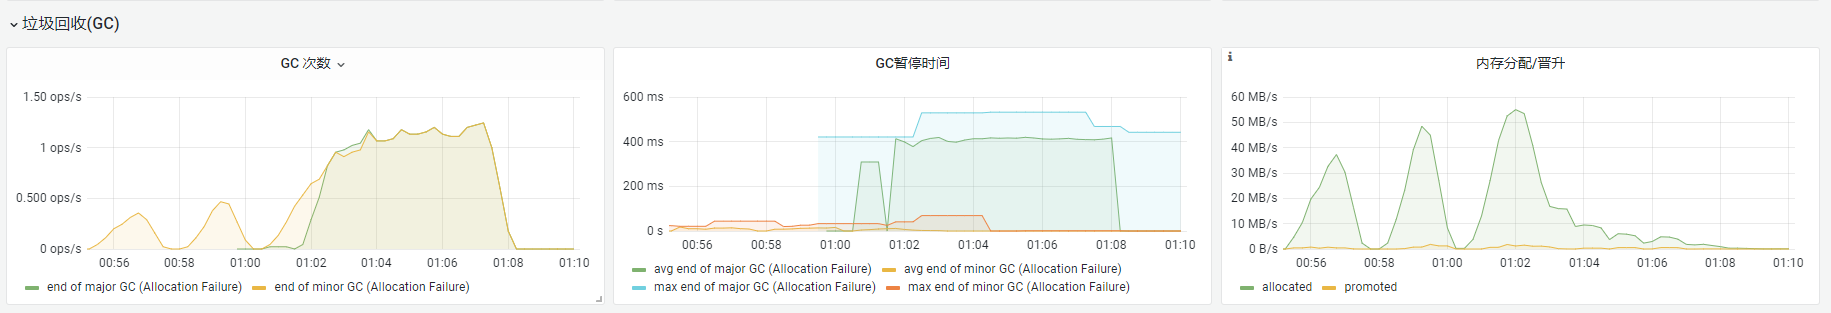 垃圾回收(GC)
GC 次数
1.50 ops/s
1 ops/s
0.500 ops/s
0 ops/s
00:56 00:58 01:00 01:02 01:04 01:06 01:08 01:10
end of major GC (Allocation Failure) end of minor GC (Allocation Failure)
GC暂停时间
600 ms
400 ms
200 ms
0 s
00:56 00:58 01:00 01:02 01:04 01:06 01:08 01:10
avg end of major GC (Allocation Failure) avg end of minor GC (Allocation Failure)
max end of major GC (Allocation Failure) max end of minor GC (Allocation Failure)
i
内存分配/晋升
60 MB/s
50 MB/s
40 MB/s
30 MB/s
20 MB/s
10 MB/s
0 B/s
00:56 00:58 01:00 01:02 01:04 01:06 01:08 01:10
allocated promoted